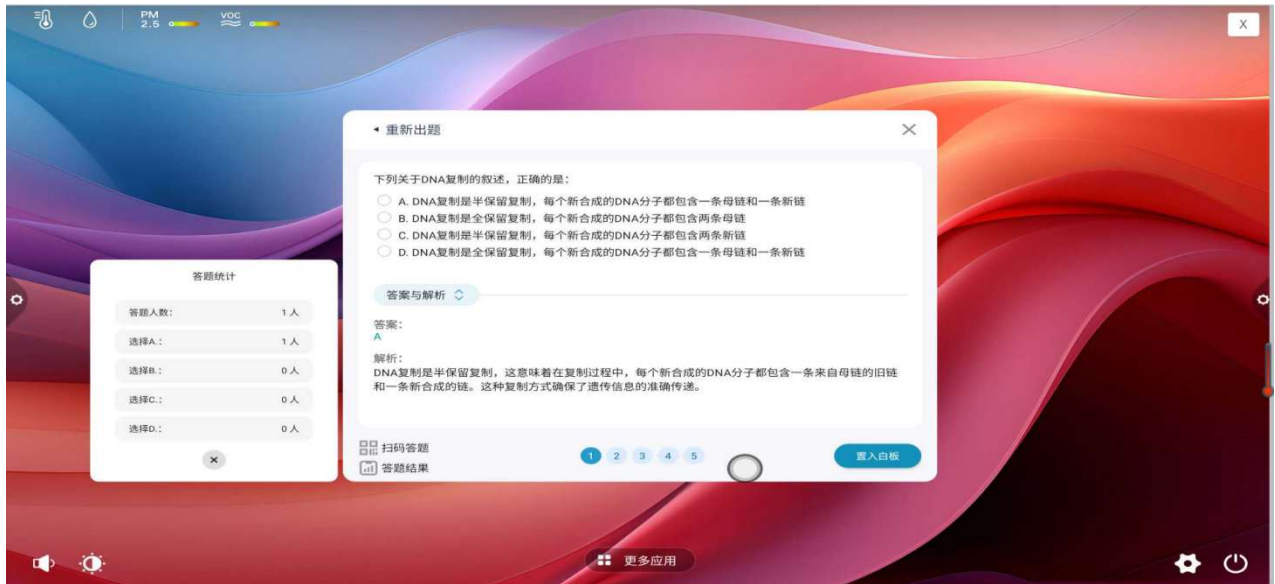 PM
2.5
VOC
X
重新出题
下列关于DNA复制的叙述，正确的是：
A. DNA复制是半保留复制，每个新合成的DNA分子都包含一条母链和一条新链
B. DNA复制是全保留复制，每个新合成的DNA分子都包含两条母链
C. DNA复制是半保留复制，每个新合成的DNA分子都包含两条新链
D. DNA复制是全保留复制，每个新合成的DNA分子都包含一条母链和一条新链
答案与解析
答案：
A
解析：
DNA复制是半保留复制，这意味着在复制过程中，每个新合成的DNA分子都包含一条来自母链的旧链
和一条新合成的链。这种复制方式确保了遗传信息的准确传递。
扫码答题
答题结果
1 2 3 4 5
置入白板
答题统计
答题人数： 1人
选择A.： 1人
选择B.： 0人
选择C.： 0人
选择D.： 0人
更多应用